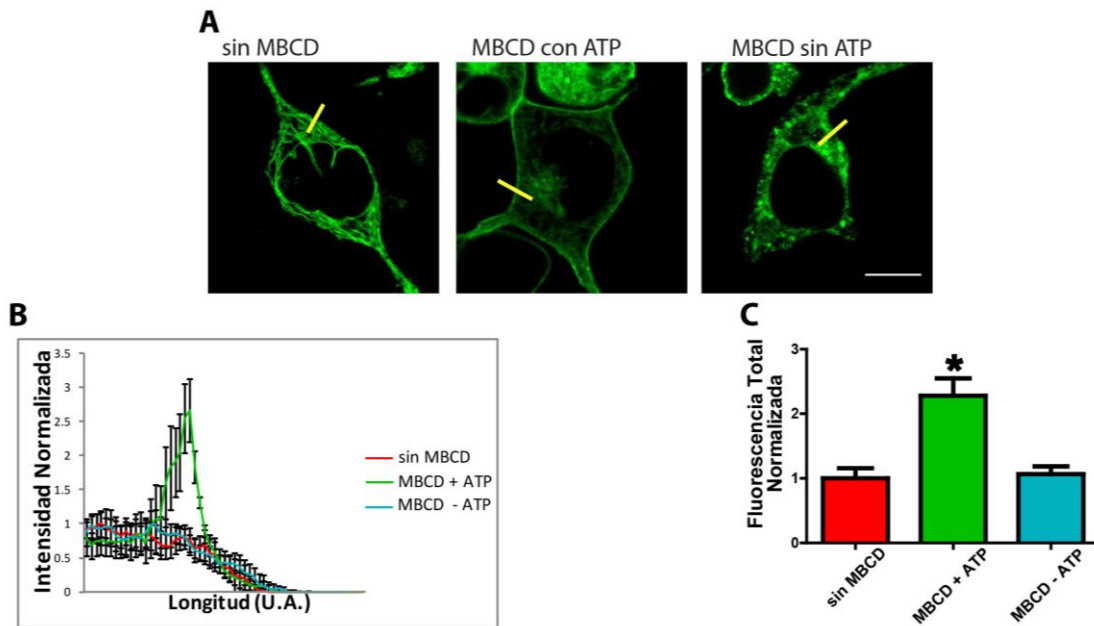 A
sin MBCD
MBCD con ATP
MBCD sin ATP
B
Intensidad Normalizada
3.5
3
2.5
2
1.5
1
0.5
0
Longitud (U.A.)
sin MBCD
MBCD + ATP
MBCD - ATP
C
Fluorescencia Total
Normalizada
3
2
1
0
*
sin MBCD
MBCD + ATP
MBCD - ATP